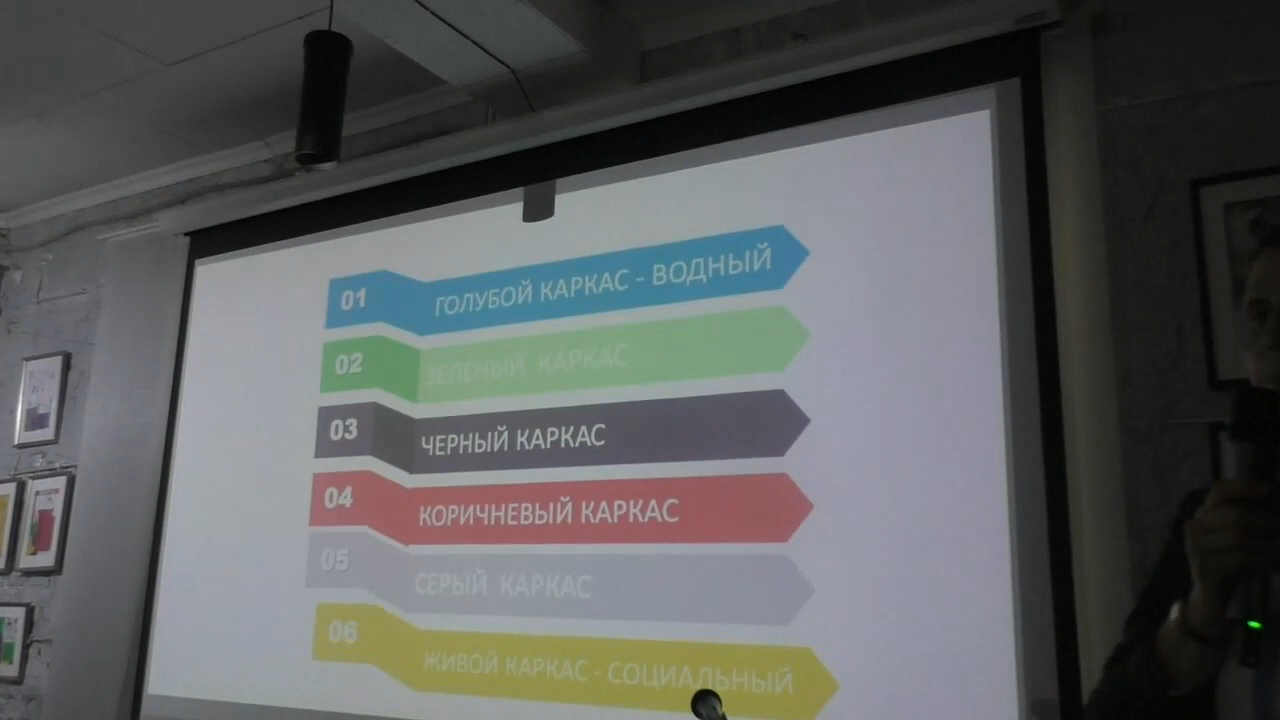 01 ГОЛУБОЙ КАРКАС - ВОДНЫЙ
02 ЗЕЛЕНЫЙ КАРКАС
03 ЧЕРНЫЙ КАРКАС
04 КОРИЧНЕВЫЙ КАРКАС
05 СЕРЫЙ КАРКАС
06 ЖИВОЙ КАРКАС - СОЦИАЛЬНЫЙ